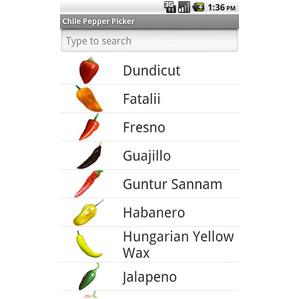 3G
1:36 PM
Chile Pepper Picker
Type to search
Dundicut
Fatalii
Fresno
Guajillo
Guntur Sannam
Habanero
Hungarian Yellow
Wax
Jalapeno